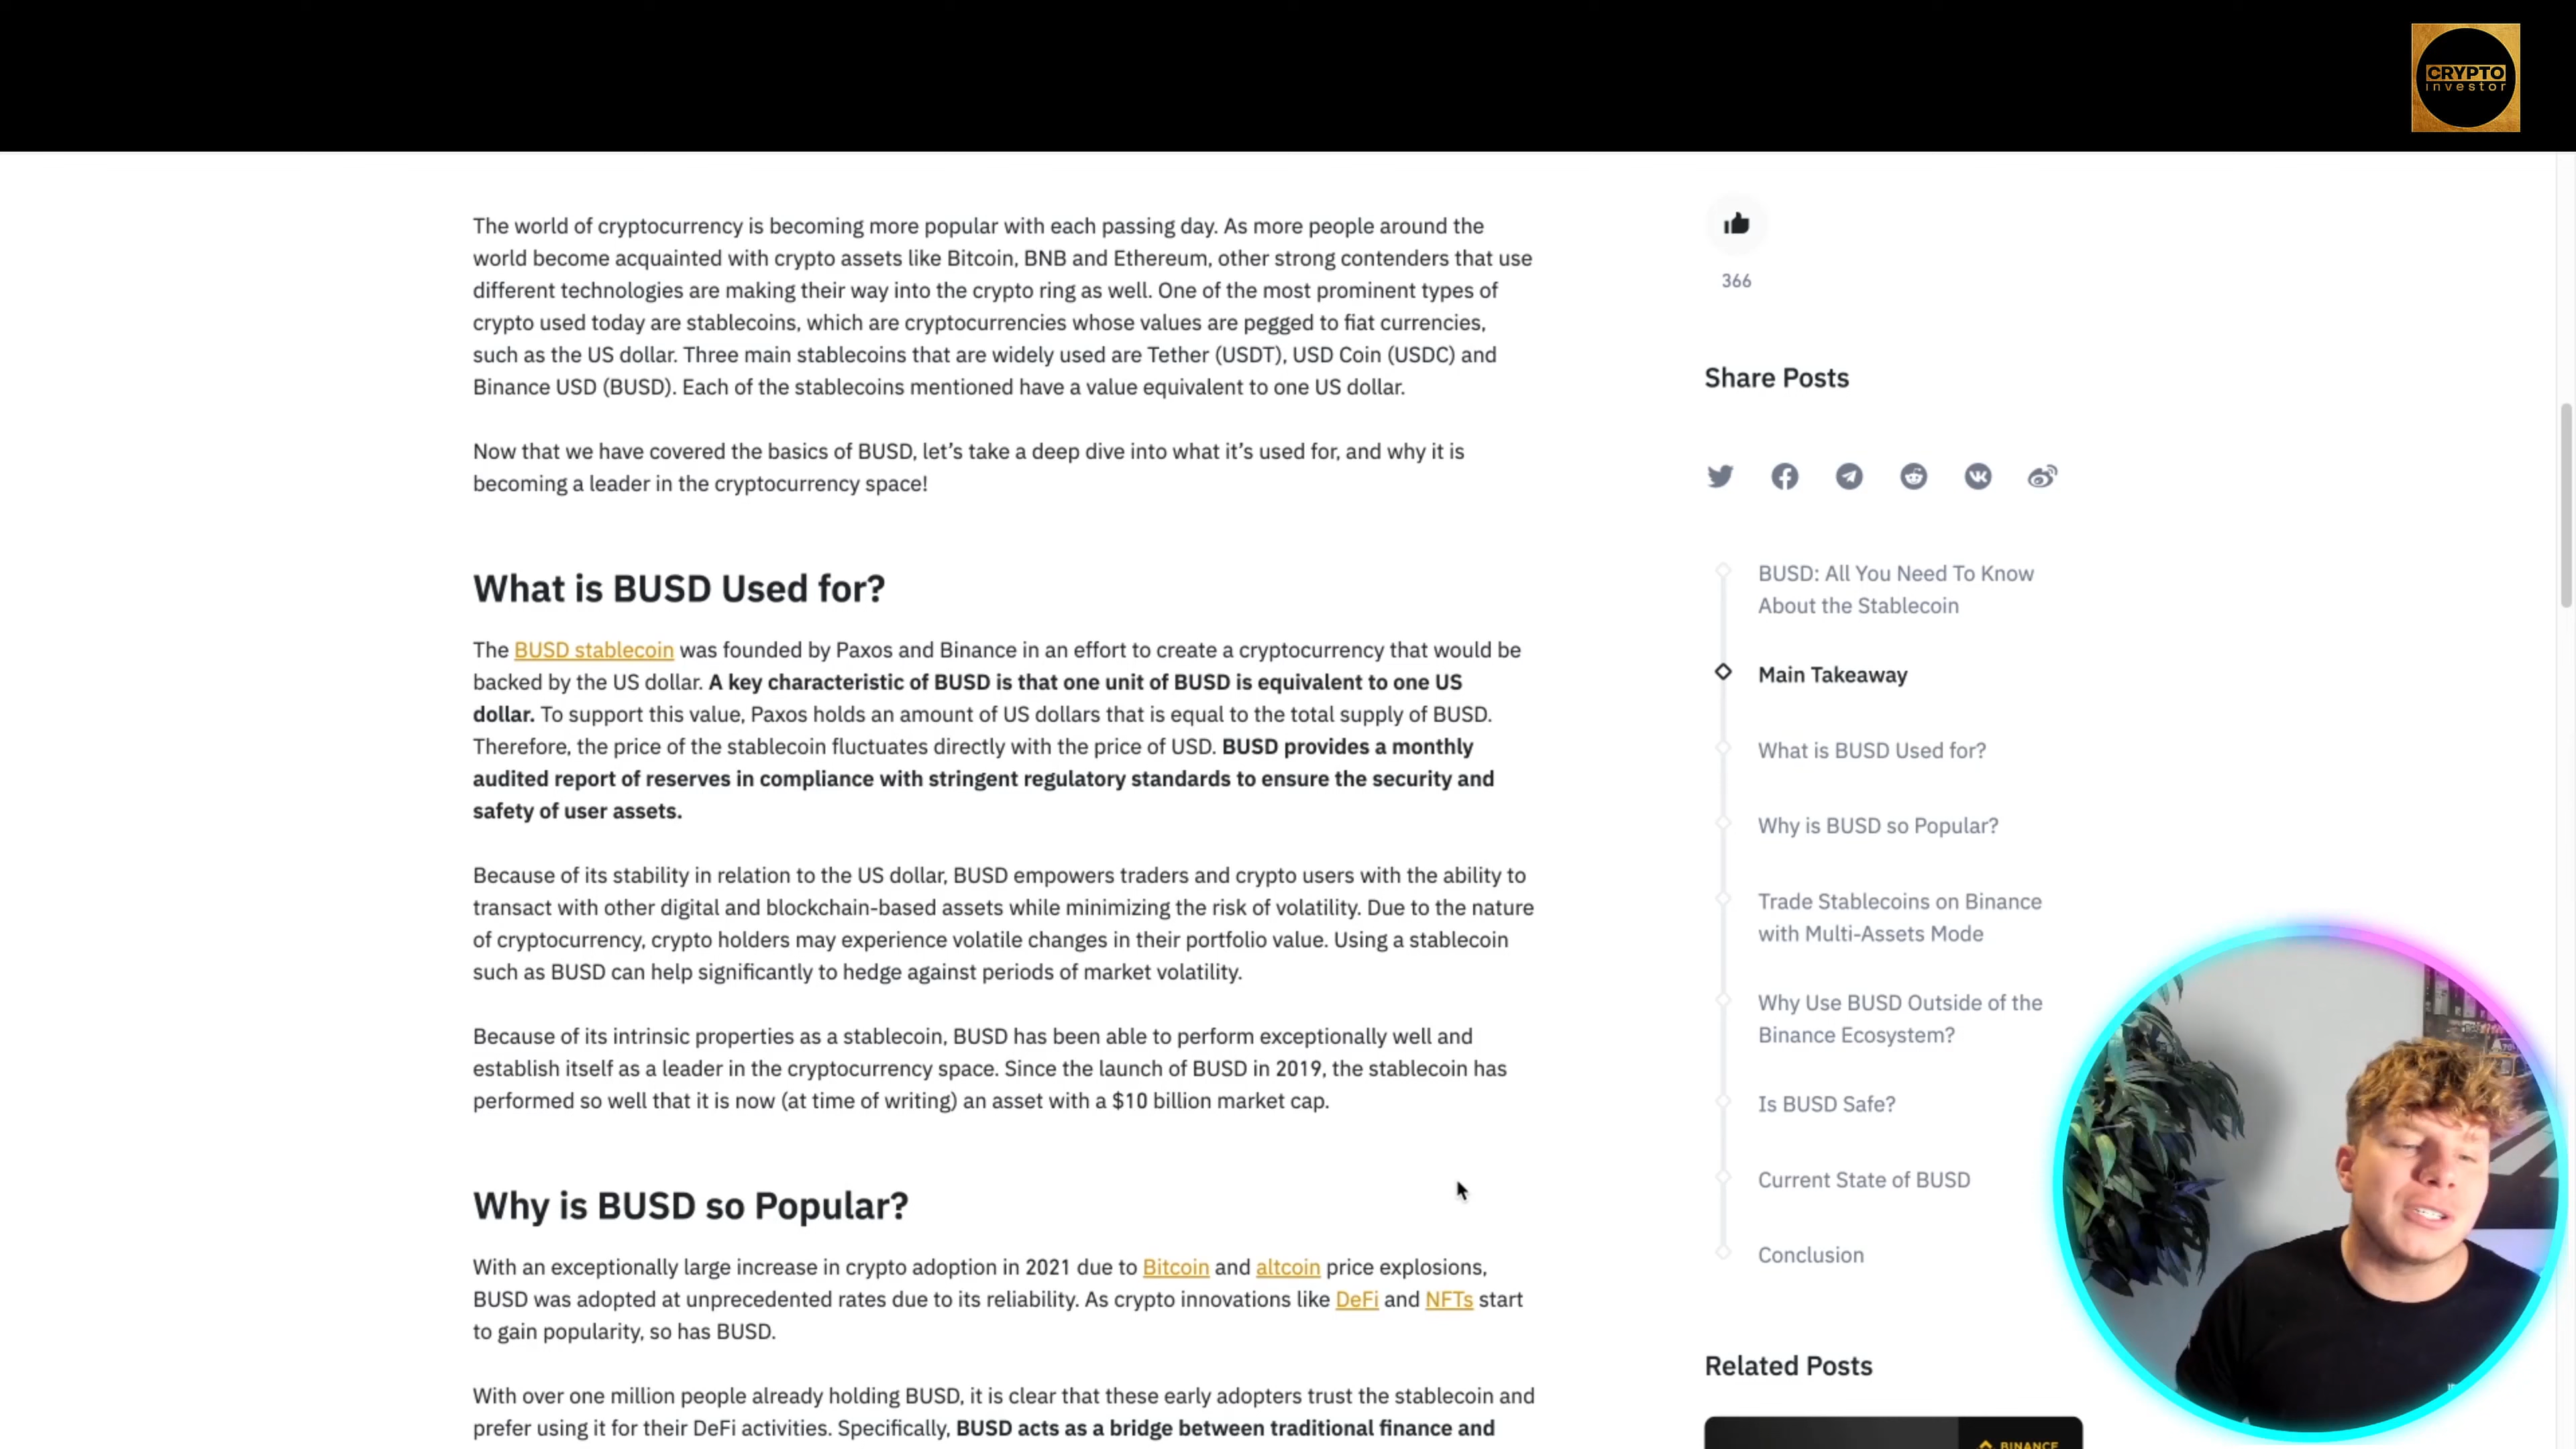 CRYPTO
investor
The world of cryptocurrency is becoming more popular with each passing day. As more people around the
world become acquainted with crypto assets like Bitcoin, BNB and Ethereum, other strong contenders that use
different technologies are making their way into the crypto ring as well. One of the most prominent types of
crypto used today are stablecoins, which are cryptocurrencies whose values are pegged to fiat currencies,
such as the US dollar. Three main stablecoins that are widely used are Tether (USDT), USD Coin (USDC) and
Binance USD (BUSD). Each of the stablecoins mentioned have a value equivalent to one US dollar.
Now that we have covered the basics of BUSD, let’s take a deep dive into what it’s used for, and why it is
becoming a leader in the cryptocurrency space!
What is BUSD Used for?
The BUSD stablecoin was founded by Paxos and Binance in an effort to create a cryptocurrency that would be
backed by the US dollar. A key characteristic of BUSD is that one unit of BUSD is equivalent to one US
dollar. To support this value, Paxos holds an amount of US dollars that is equal to the total supply of BUSD.
Therefore, the price of the stablecoin fluctuates directly with the price of USD. BUSD provides a monthly
audited report of reserves in compliance with stringent regulatory standards to ensure the security and
safety of user assets.
Because of its stability in relation to the US dollar, BUSD empowers traders and crypto users with the ability to
transact with other digital and blockchain-based assets while minimizing the risk of volatility. Due to the nature
of cryptocurrency, crypto holders may experience volatile changes in their portfolio value. Using a stablecoin
such as BUSD can help significantly to hedge against periods of market volatility.
Because of its intrinsic properties as a stablecoin, BUSD has been able to perform exceptionally well and
establish itself as a leader in the cryptocurrency space. Since the launch of BUSD in 2019, the stablecoin has
performed so well that it is now (at time of writing) an asset with a $10 billion market cap.
Why is BUSD so Popular?
With an exceptionally large increase in crypto adoption in 2021 due to Bitcoin and altcoin price explosions,
BUSD was adopted at unprecedented rates due to its reliability. As crypto innovations like DeFi and NFTs start
to gain popularity, so has BUSD.
With over one million people already holding BUSD, it is clear that these early adopters trust the stablecoin and
prefer using it for their DeFi activities. Specifically, BUSD acts as a bridge between traditional finance and
366
Share Posts
BUSD: All You Need To Know
About the Stablecoin
Main Takeaway
What is BUSD Used for?
Why is BUSD so Popular?
Trade Stablecoins on Binance
with Multi-Assets Mode
Why Use BUSD Outside of the
Binance Ecosystem?
Is BUSD Safe?
Current State of BUSD
Conclusion
Related Posts
BINANCE